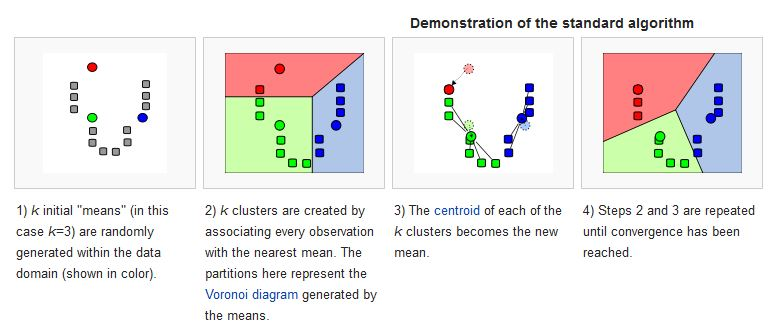 Demonstration of the standard algorithm
1) k initial "means" (in this
case k=3) are randomly
generated within the data
domain (shown in color).
2) k clusters are created by
associating every observation
with the nearest mean. The
partitions here represent the
Voronoi diagram generated by
the means.
3) The centroid of each of the
k clusters becomes the new
mean.
4) Steps 2 and 3 are repeated
until convergence has been
reached.